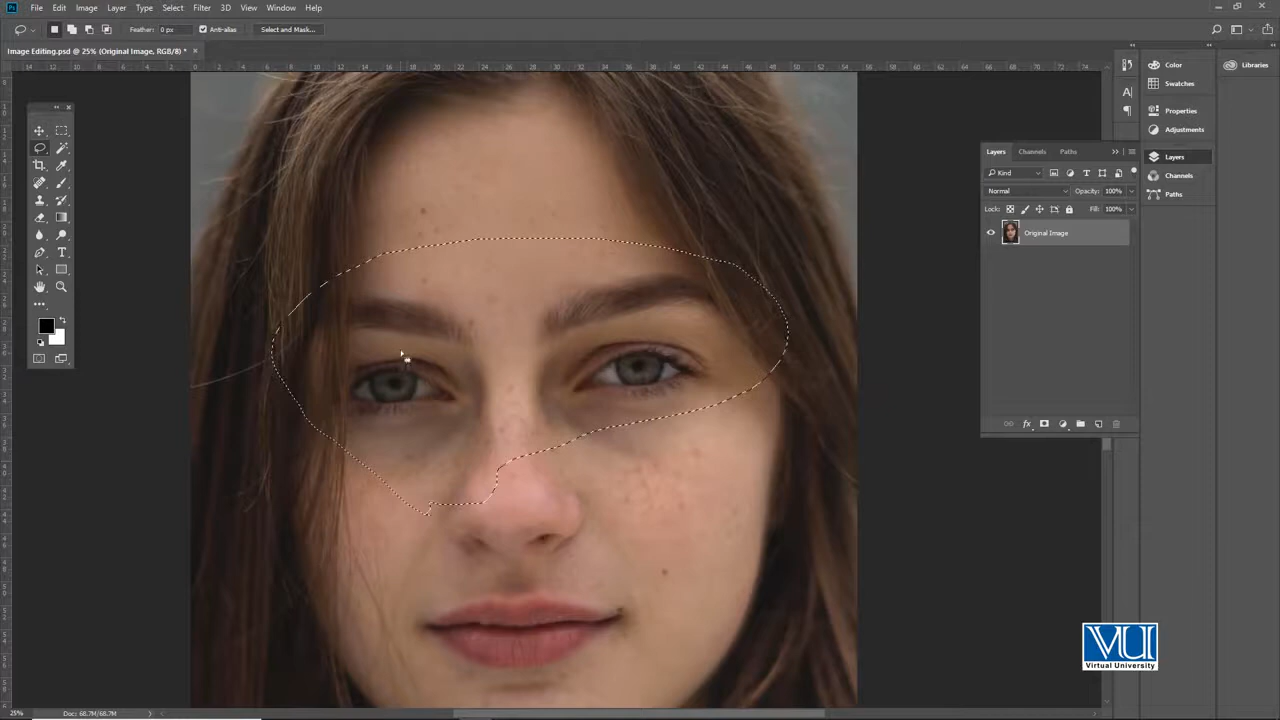 Ps File Edit Image Layer Type Select Filter 3D View Window Help
Feather: 0 px Anti-alias Select and Mask...
Image Editing.psd @ 25% (Original Image, RGB/8) * ×
Color
Swatches
Properties
Adjustments
Layers
Channels
Paths
Libraries
Layers Channels Paths
Kind
Normal Opacity: 100%
Lock: Fill: 100%
Original Image
fx
VU
Virtual University
25% Doc: 68.7M/68.7M